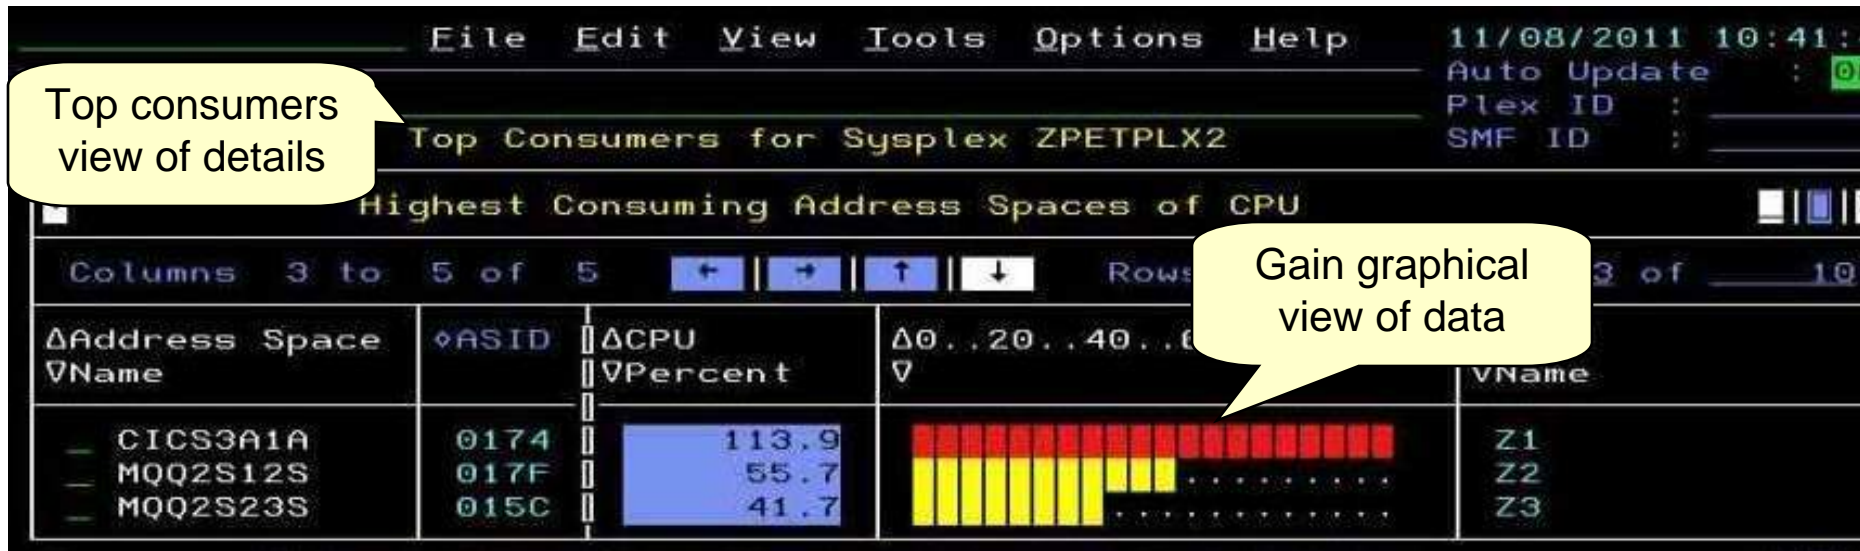 File Edit View Tools Options Help 11/08/2011 10:41:
Auto Update :
Plex ID :
SMF ID :
Top consumers
view of details
Top Consumers for Sysplex ZPETPLX2
Highest Consuming Address Spaces of CPU
Columns 3 to 5 of 5 ← | → | ↑ | ↓ Rows 3 of 10
Gain graphical
view of data
ΔAddress Space ◊ASID ΔCPU Δ0..20..40..
∇Name ∇Percent ∇ ∇Name
_ CICS3A1A 0174 113.9 Z1
_ MQQ2S12S 017F 55.7 Z2
_ MQQ2S23S 015C 41.7 Z3